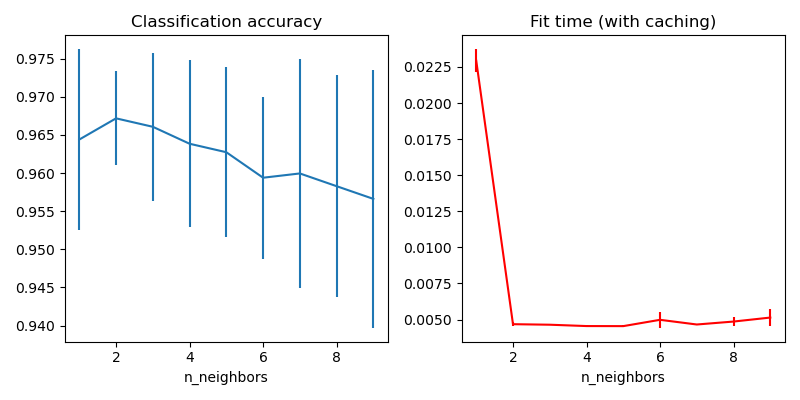 Classification accuracy
0.975
0.970
0.965
0.960
0.955
0.950
0.945
0.940
2 4 6 8
n_neighbors
Fit time (with caching)
0.0225
0.0200
0.0175
0.0150
0.0125
0.0100
0.0075
0.0050
2 4 6 8
n_neighbors